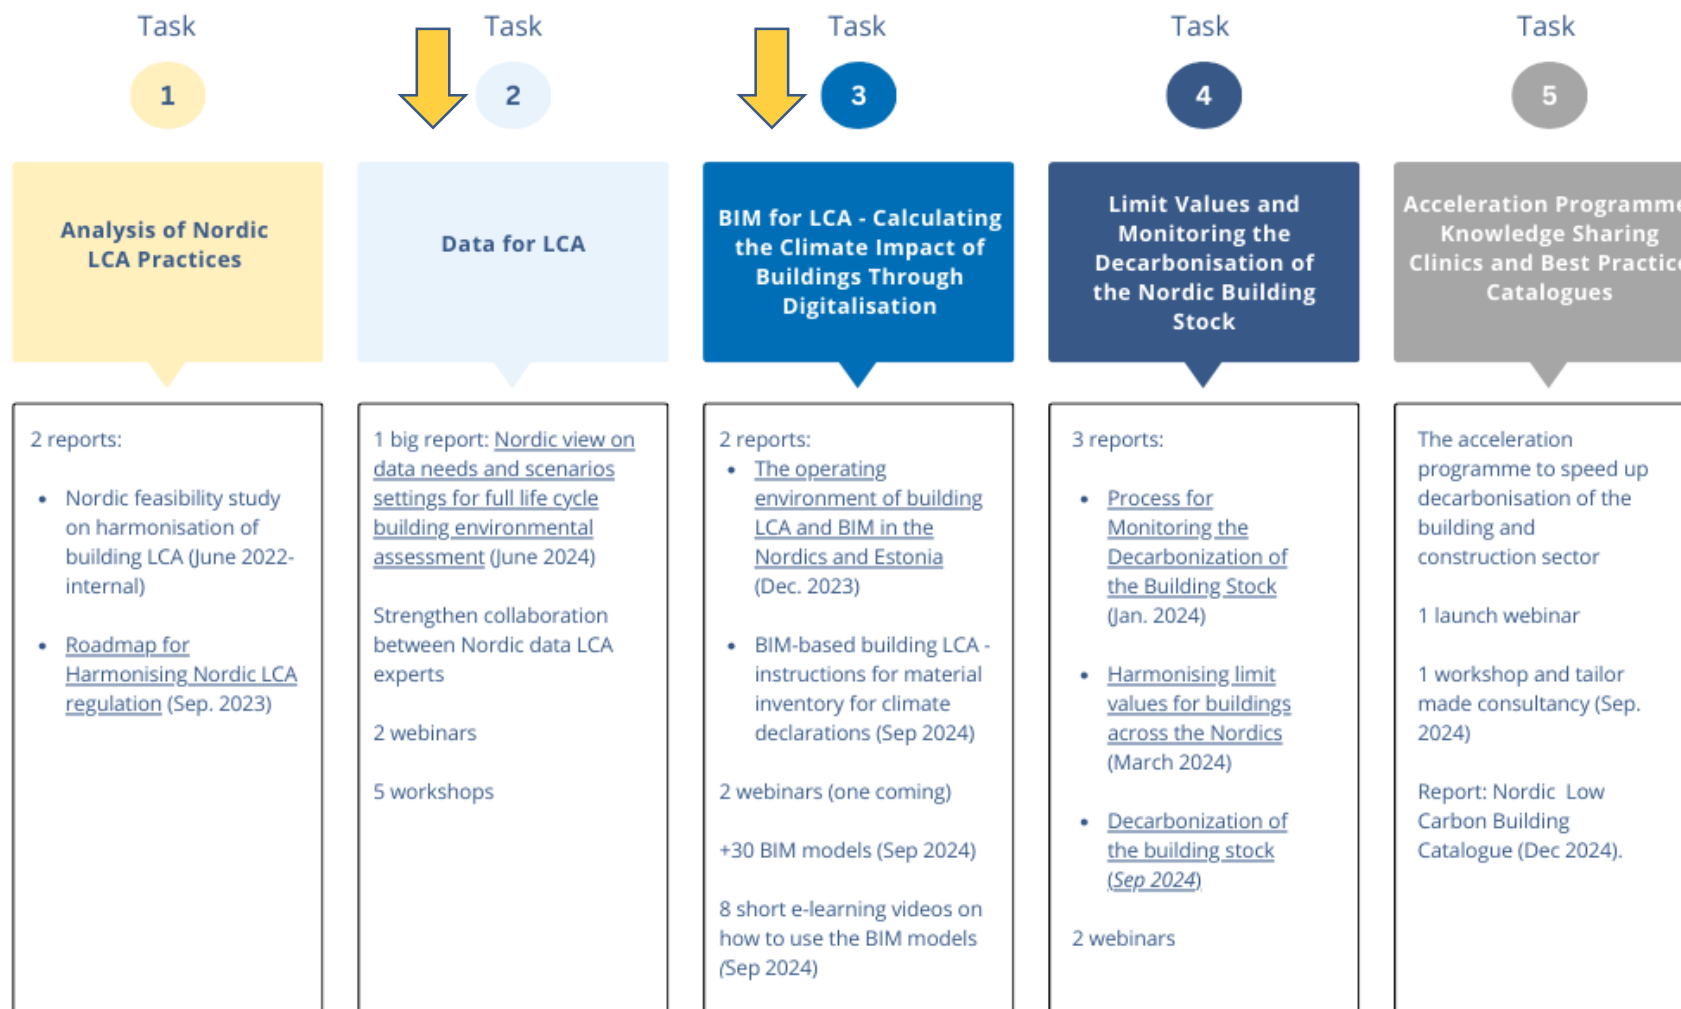 Task
1
Analysis of Nordic
LCA Practices
2 reports:
• Nordic feasibility study
on harmonisation of
building LCA (June 2022-
internal)
• Roadmap for
Harmonising Nordic LCA
regulation (Sep. 2023)
Task
2
Data for LCA
1 big report: Nordic view on
data needs and scenarios
settings for full life cycle
building environmental
assessment (June 2024)
Strengthen collaboration
between Nordic data LCA
experts
2 webinars
5 workshops
Task
3
BIM for LCA - Calculating
the Climate Impact of
Buildings Through
Digitalisation
2 reports:
• The operating
environment of building
LCA and BIM in the
Nordics and Estonia
(Dec. 2023)
• BIM-based building LCA -
instructions for material
inventory for climate
declarations (Sep 2024)
2 webinars (one coming)
+30 BIM models (Sep 2024)
8 short e-learning videos on
how to use the BIM models
(Sep 2024)
Task
4
Limit Values and
Monitoring the
Decarbonisation of
the Nordic Building
Stock
3 reports:
• Process for
Monitoring the
Decarbonization of
the Building Stock
(Jan. 2024)
• Harmonising limit
values for buildings
across the Nordics
(March 2024)
• Decarbonization of
the building stock
(Sep 2024)
2 webinars
Task
5
Acceleration Programme
Knowledge Sharing
Clinics and Best Practice
Catalogues
The acceleration
programme to speed up
decarbonisation of the
building and
construction sector
1 launch webinar
1 workshop and tailor
made consultancy (Sep.
2024)
Report: Nordic Low
Carbon Building
Catalogue (Dec 2024).